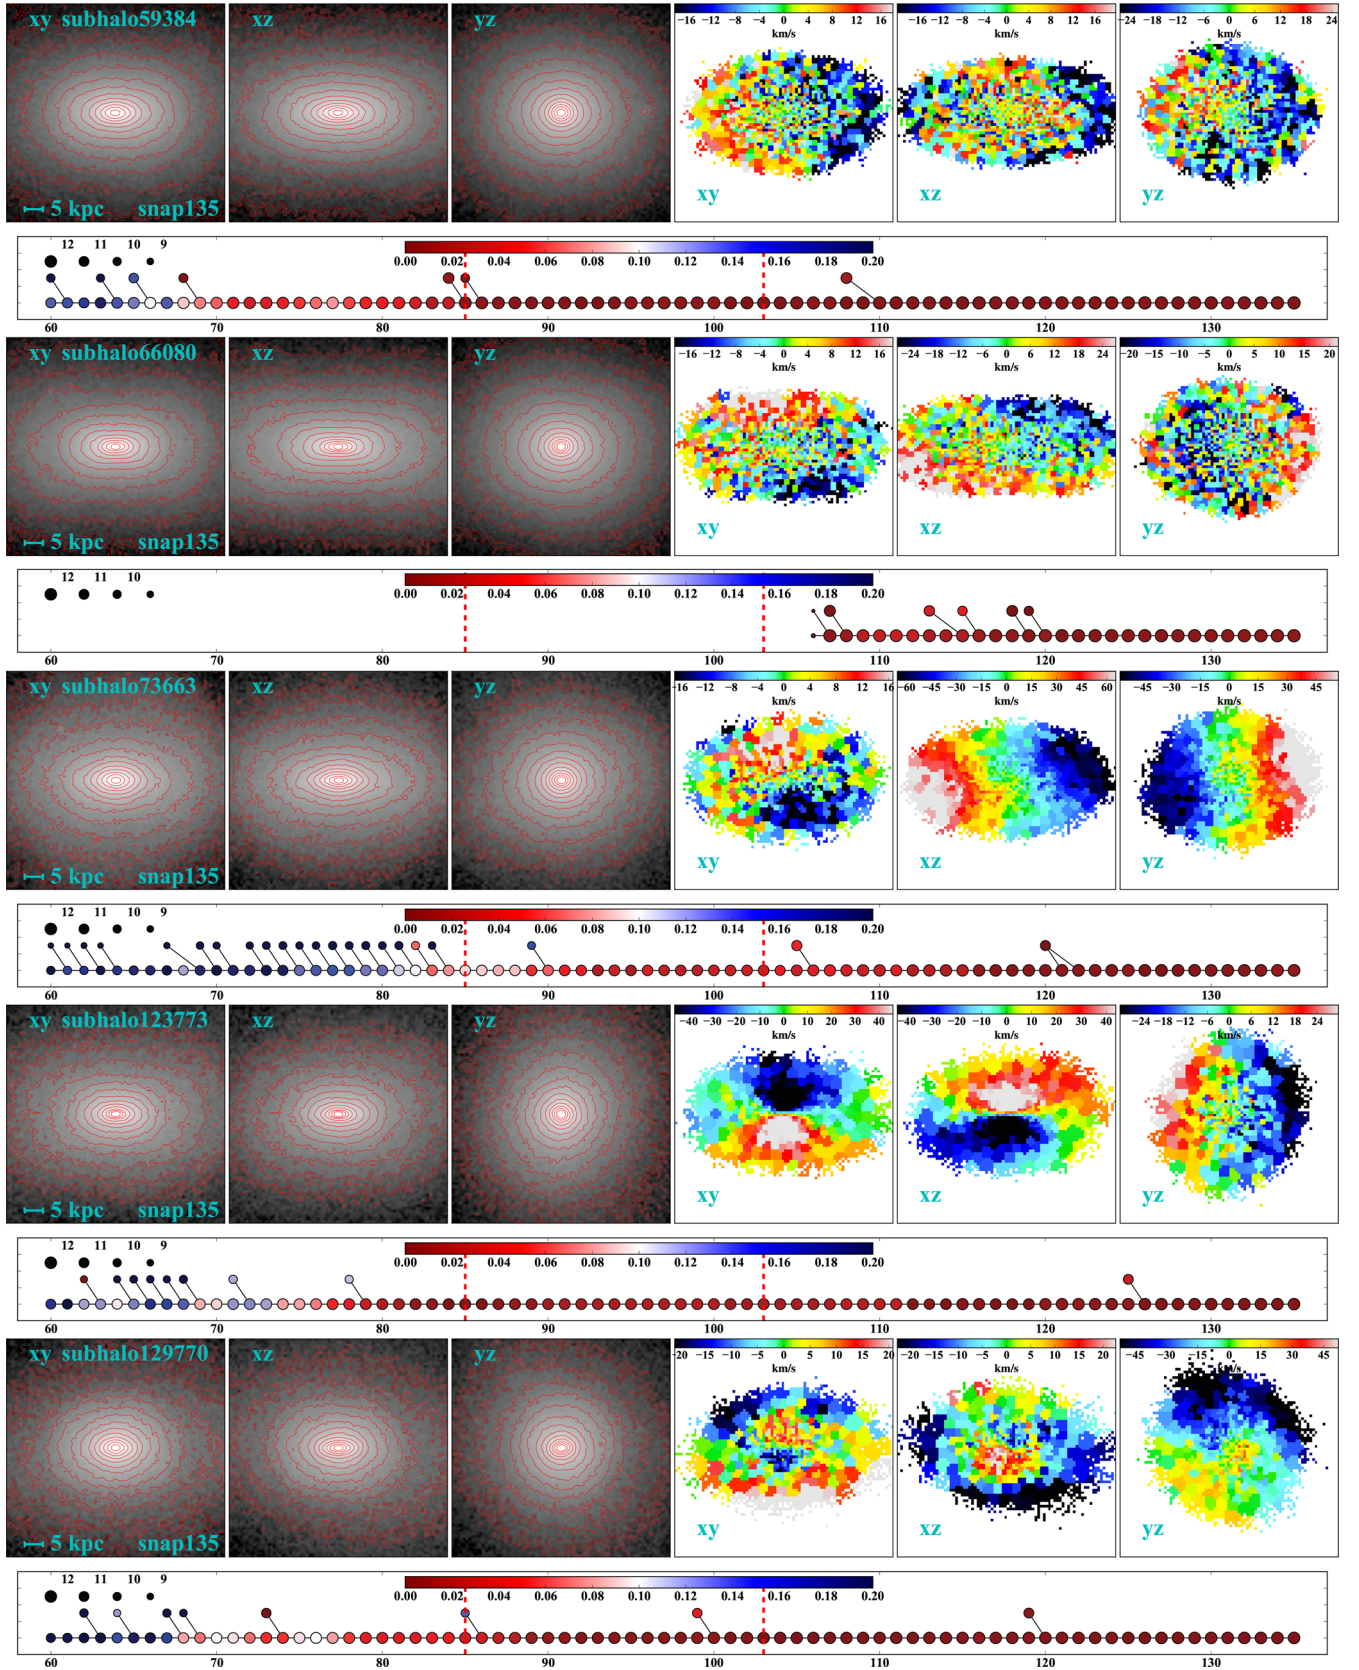 xy subhalo59384 xz yz
−16 −12 −8 −4 0 4 8 12 16 −16 −12 −8 −4 0 4 8 12 16 −24 −18 −12 −6 0 6 12 18 24
km/s km/s km/s
5 kpc snap135 xy xz yz
12 11 10 9
0.00 0.02 0.04 0.06 0.08 0.10 0.12 0.14 0.16 0.18 0.20
60 70 80 90 100 110 120 130
xy subhalo66080 xz yz
−16 −12 −8 −4 0 4 8 12 16 −24 −18 −12 −6 0 6 12 18 24 −20 −15 −10 −5 0 5 10 15 20
km/s km/s km/s
5 kpc snap135 xy xz yz
12 11 10
0.00 0.02 0.04 0.06 0.08 0.10 0.12 0.14 0.16 0.18 0.20
60 70 80 90 100 110 120 130
xy subhalo73663 xz yz
−16 −12 −8 −4 0 4 8 12 16 −60 −45 −30 −15 0 15 30 45 60 −45 −30 −15 0 15 30 45
km/s km/s km/s
5 kpc snap135 xy xz yz
12 11 10 9
0.00 0.02 0.04 0.06 0.08 0.10 0.12 0.14 0.16 0.18 0.20
60 70 80 90 100 110 120 130
xy subhalo123773 xz yz
−40 −30 −20 −10 0 10 20 30 40 −40 −30 −20 −10 0 10 20 30 40 −24 −18 −12 −6 0 6 12 18 24
km/s km/s km/s
5 kpc snap135 xy xz yz
12 11 10 9
0.00 0.02 0.04 0.06 0.08 0.10 0.12 0.14 0.16 0.18 0.20
60 70 80 90 100 110 120 130
xy subhalo129770 xz yz
−20 −15 −10 −5 0 5 10 15 20 −20 −15 −10 −5 0 5 10 15 20 −45 −30 −15 0 15 30 45
km/s km/s km/s
5 kpc snap135 xy xz yz
12 11 10 9
0.00 0.02 0.04 0.06 0.08 0.10 0.12 0.14 0.16 0.18 0.20
60 70 80 90 100 110 120 130